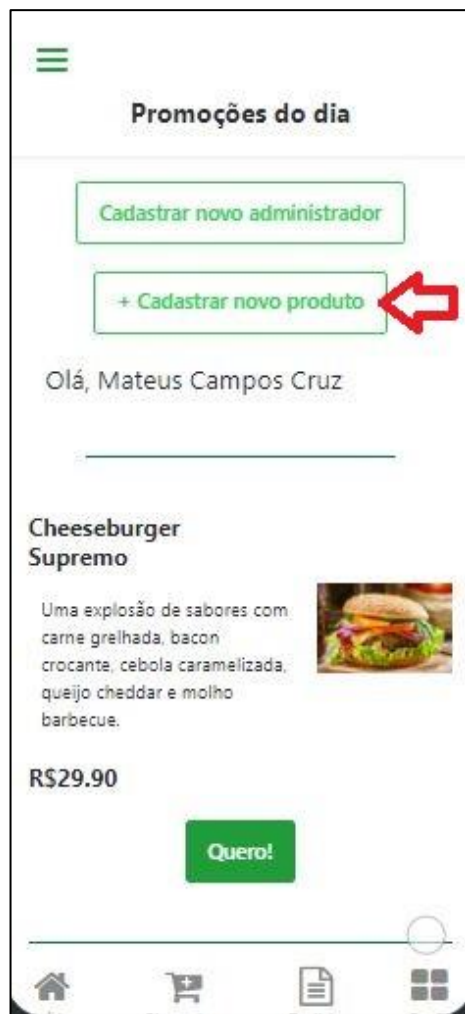 Promoções do dia
Cadastrar novo administrador
+ Cadastrar novo produto
Olá, Mateus Campos Cruz
Cheeseburger
Supremo
Uma explosão de sabores com
carne grelhada, bacon
crocante, cebola caramelizada,
queijo cheddar e molho
barbecue.
R$29.90
Quero!